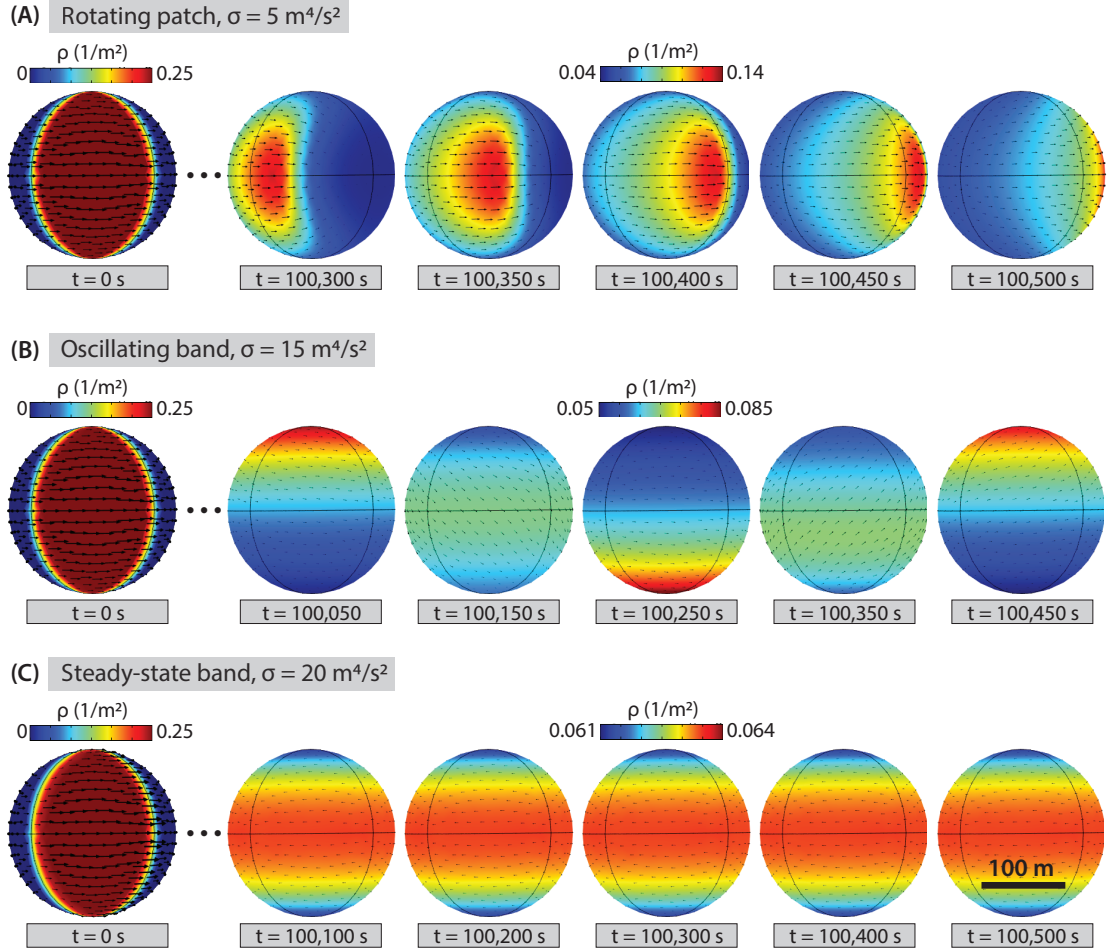 (A) Rotating patch, σ = 5 m⁴/s²
ρ (1/m²) ρ (1/m²)
0 0.25 0.04 0.14
t = 0 s t = 100,300 s t = 100,350 s t = 100,400 s t = 100,450 s t = 100,500 s
(B) Oscillating band, σ = 15 m⁴/s²
ρ (1/m²) ρ (1/m²)
0 0.25 0.05 0.085
t = 0 s t = 100,050 t = 100,150 s t = 100,250 s t = 100,350 s t = 100,450 s
(C) Steady-state band, σ = 20 m⁴/s²
ρ (1/m²) ρ (1/m²)
0 0.25 0.061 0.064
100 m
t = 0 s t = 100,100 s t = 100,200 s t = 100,300 s t = 100,400 s t = 100,500 s